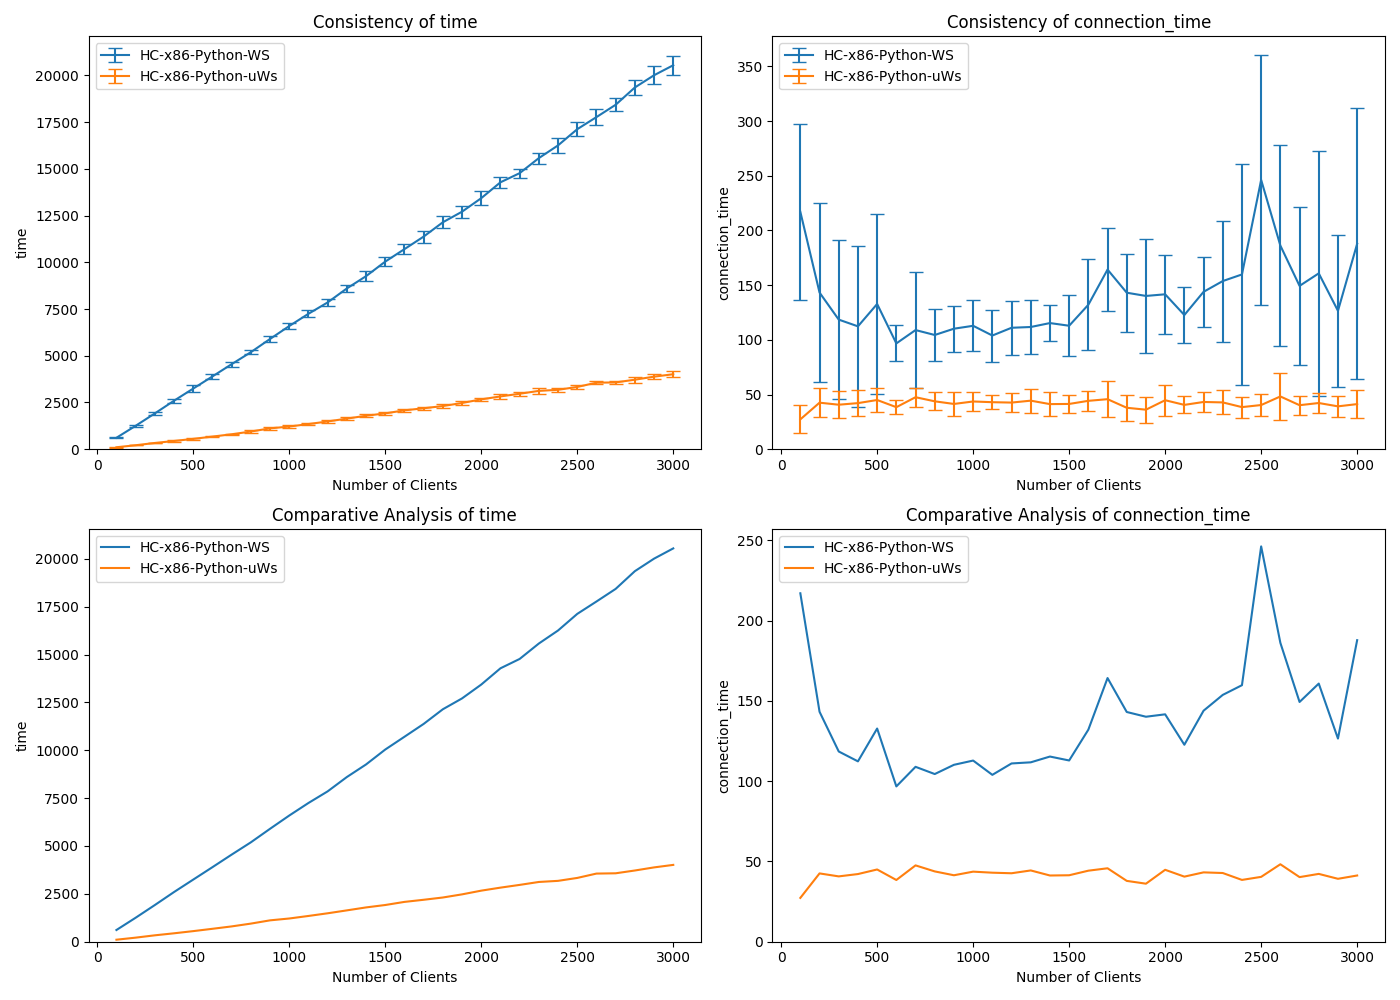 Consistency of time
HC-x86-Python-WS
HC-x86-Python-uWs
20000
17500
15000
12500
10000
7500
5000
2500
0
time
0 500 1000 1500 2000 2500 3000
Number of Clients
Consistency of connection_time
HC-x86-Python-WS
HC-x86-Python-uWs
350
300
250
200
150
100
50
0
connection_time
0 500 1000 1500 2000 2500 3000
Number of Clients
Comparative Analysis of time
HC-x86-Python-WS
HC-x86-Python-uWs
20000
17500
15000
12500
10000
7500
5000
2500
0
time
0 500 1000 1500 2000 2500 3000
Number of Clients
Comparative Analysis of connection_time
HC-x86-Python-WS
HC-x86-Python-uWs
250
200
150
100
50
0
connection_time
0 500 1000 1500 2000 2500 3000
Number of Clients